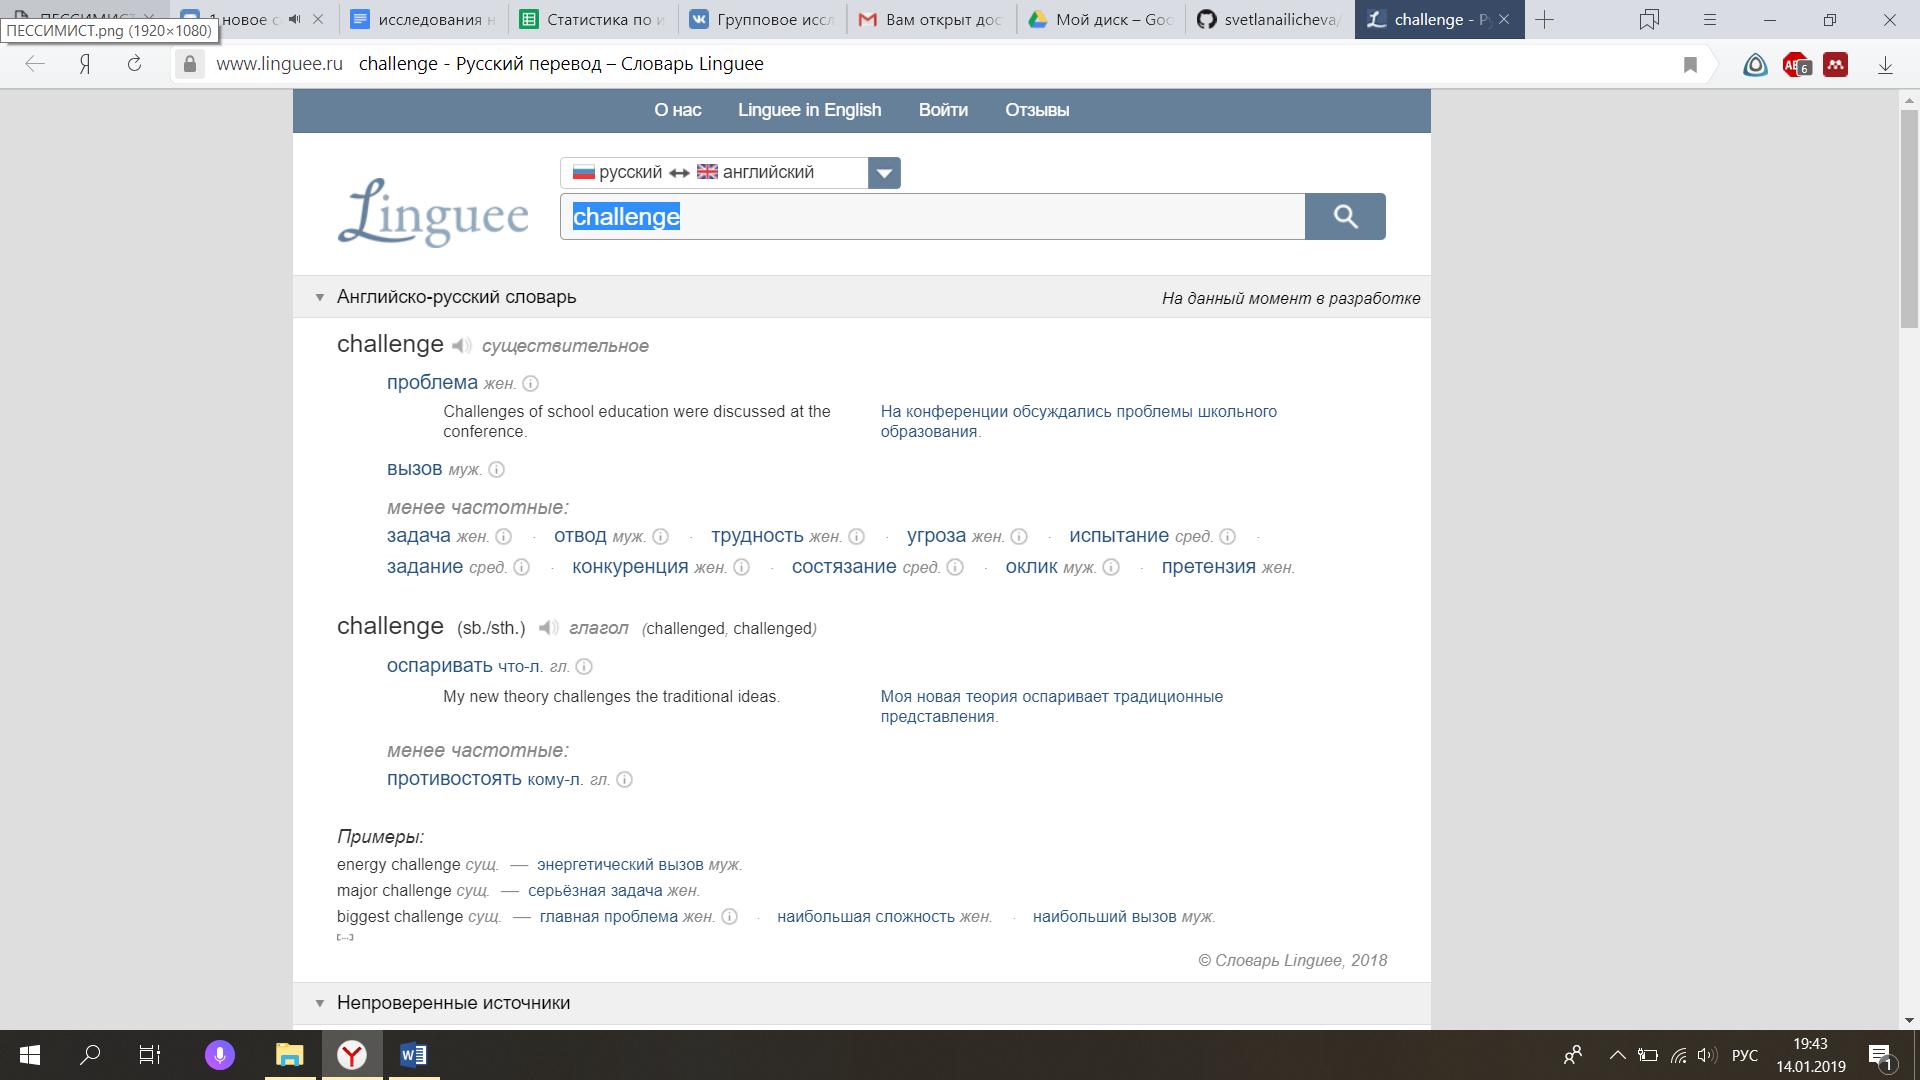 ПЕССИМИСТ
1 новое с
исследования н
Статистика по и
Групповое иссл
Вам открыт дос
Мой диск – Goo
svetlanailicheva/
challenge - Ру
ПЕССИМИСТ.png (1920×1080)
Я www.linguee.ru challenge - Русский перевод – Словарь Linguee 6
О нас Linguee in English Войти Отзывы
Linguee
русский ↔ английский
challenge
Английско-русский словарь На данный момент в разработке
challenge существительное
проблема жен.
Challenges of school education were discussed at the
conference.
На конференции обсуждались проблемы школьного
образования.
вызов муж.
менее частотные:
задача жен. · отвод муж. · трудность жен. · угроза жен. · испытание сред. ·
задание сред. · конкуренция жен. · состязание сред. · оклик муж. · претензия жен.
challenge (sb./sth.) глагол (challenged, challenged)
оспаривать что-л. гл.
My new theory challenges the traditional ideas.
Моя новая теория оспаривает традиционные
представления.
менее частотные:
противостоять кому-л. гл.
Примеры:
energy challenge сущ. — энергетический вызов муж.
major challenge сущ. — серьёзная задача жен.
biggest challenge сущ. — главная проблема жен. · наибольшая сложность жен. · наибольший вызов муж.
[...]
© Словарь Linguee, 2018
Непроверенные источники
РУС
19:43
14.01.2019
1